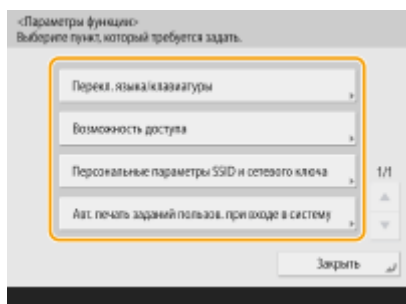 <Параметры функции>
Выберите пункт, который требуется задать.
Перекл. языка/клавиатуры
Возможность доступа
Персональные параметры SSID и сетевого ключа
1/1
Авт. печать заданий пользов. при входе в систему
Закрыть